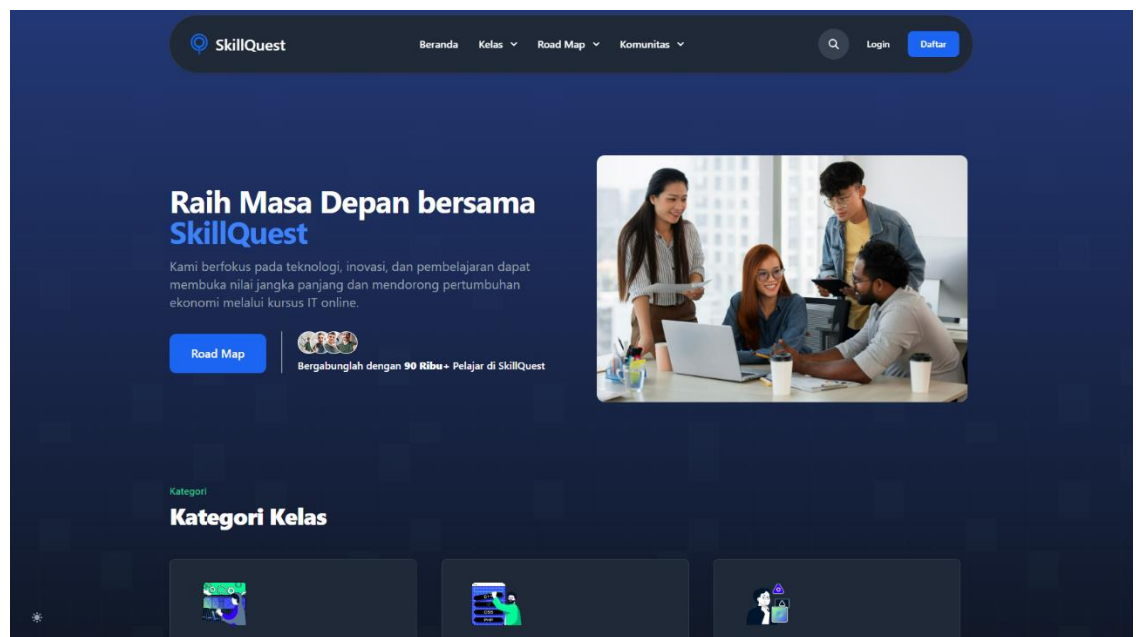 SkillQuest
Beranda
Kelas
Road Map
Komunitas
Login
Daftar
Raih Masa Depan bersama
SkillQuest
Kami berfokus pada teknologi, inovasi, dan pembelajaran dapat
membuka nilai jangka panjang dan mendorong pertumbuhan
ekonomi melalui kursus IT online.
Road Map
Bergabunglah dengan 90 Ribu+ Pelajar di SkillQuest
Kategori
Kategori Kelas
CSS
PHP